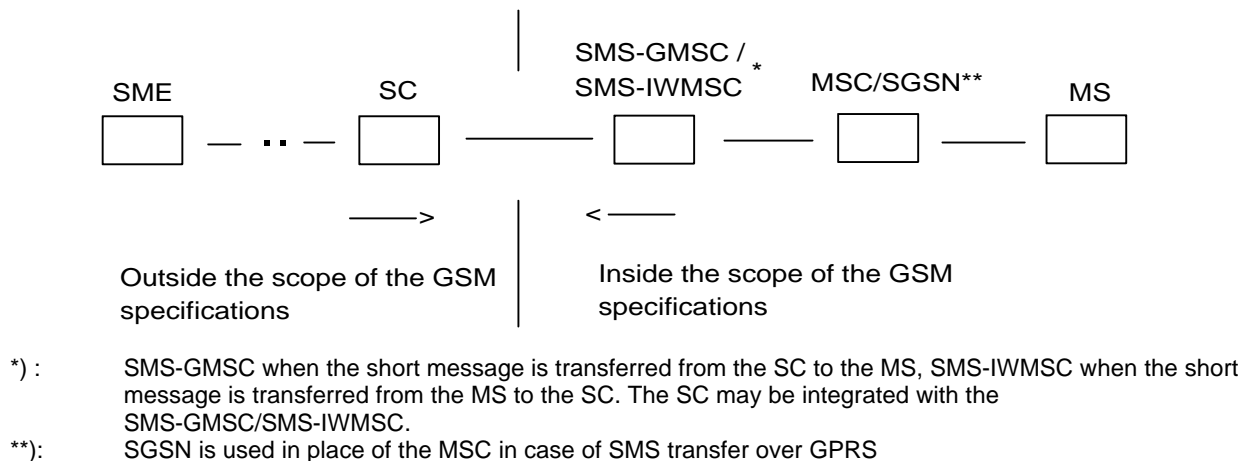 SMS-GMSC /
SMS-IWMSC *
SME
SC
MSC/SGSN**
MS
Outside the scope of the GSM
specifications
Inside the scope of the GSM
specifications
*) : SMS-GMSC when the short message is transferred from the SC to the MS, SMS-IWMSC when the short
message is transferred from the MS to the SC. The SC may be integrated with the
SMS-GMSC/SMS-IWMSC.
**): SGSN is used in place of the MSC in case of SMS transfer over GPRS